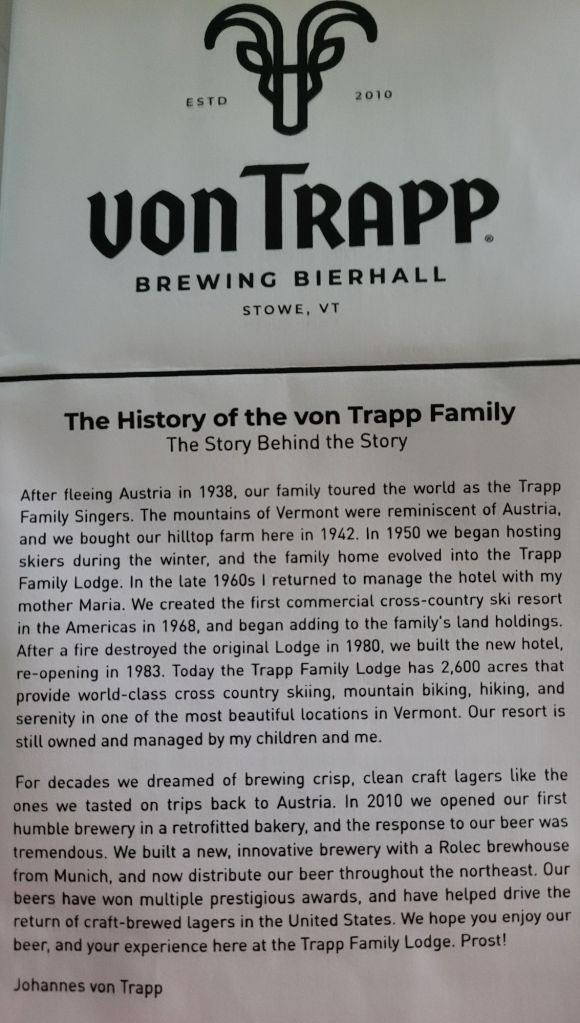 ESTD 2010
von Trapp®
BREWING BIERHALL
STOWE, VT
The History of the von Trapp Family
The Story Behind the Story
After fleeing Austria in 1938, our family toured the world as the Trapp
Family Singers. The mountains of Vermont were reminiscent of Austria,
and we bought our hilltop farm here in 1942. In 1950 we began hosting
skiers during the winter, and the family home evolved into the Trapp
Family Lodge. In the late 1960s I returned to manage the hotel with my
mother Maria. We created the first commercial cross-country ski resort
in the Americas in 1968, and began adding to the family's land holdings.
After a fire destroyed the original Lodge in 1980, we built the new hotel,
re-opening in 1983. Today the Trapp Family Lodge has 2,600 acres that
provide world-class cross country skiing, mountain biking, hiking, and
serenity in one of the most beautiful locations in Vermont. Our resort is
still owned and managed by my children and me.
For decades we dreamed of brewing crisp, clean craft lagers like the
ones we tasted on trips back to Austria. In 2010 we opened our first
humble brewery in a retrofitted bakery, and the response to our beer was
tremendous. We built a new, innovative brewery with a Rolec brewhouse
from Munich, and now distribute our beer throughout the northeast. Our
beers have won multiple prestigious awards, and have helped drive the
return of craft-brewed lagers in the United States. We hope you enjoy our
beer, and your experience here at the Trapp Family Lodge. Prost!
Johannes von Trapp